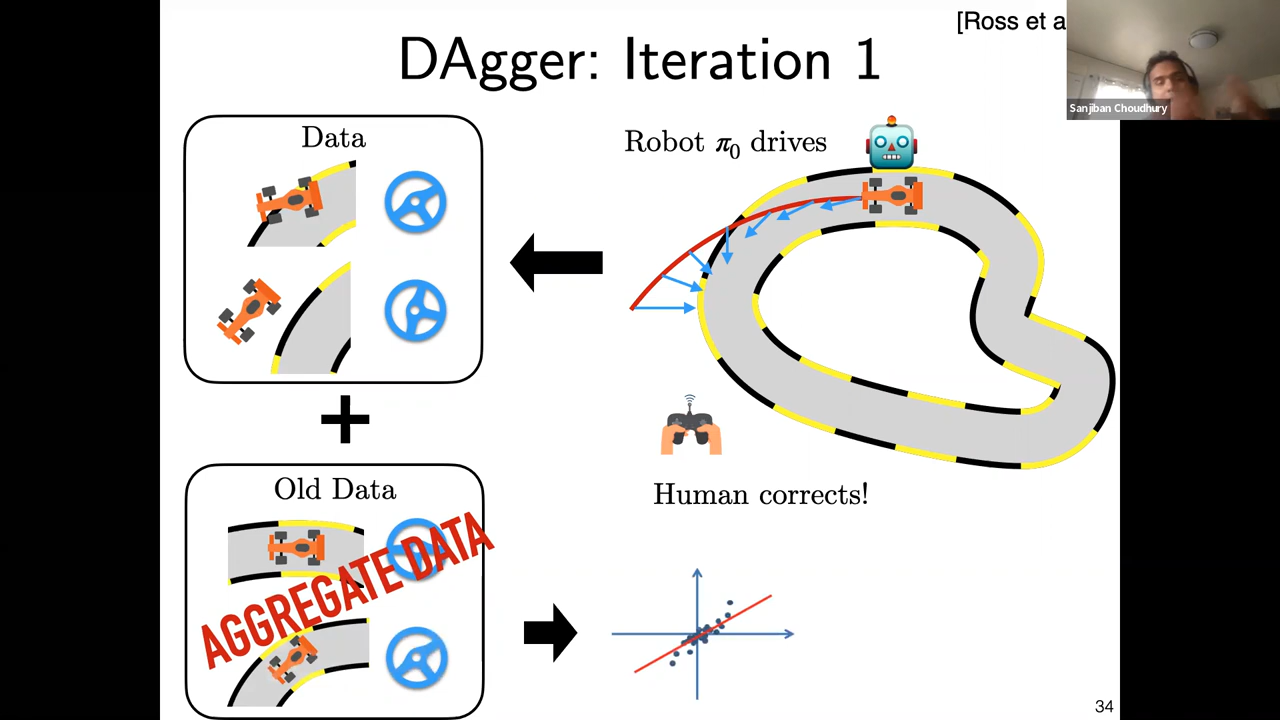 [Ross et a
DAgger: Iteration 1
Sanjiban Choudhury
Data
Robot π0 drives
Human corrects!
Old Data
AGGREGATE DATA
34